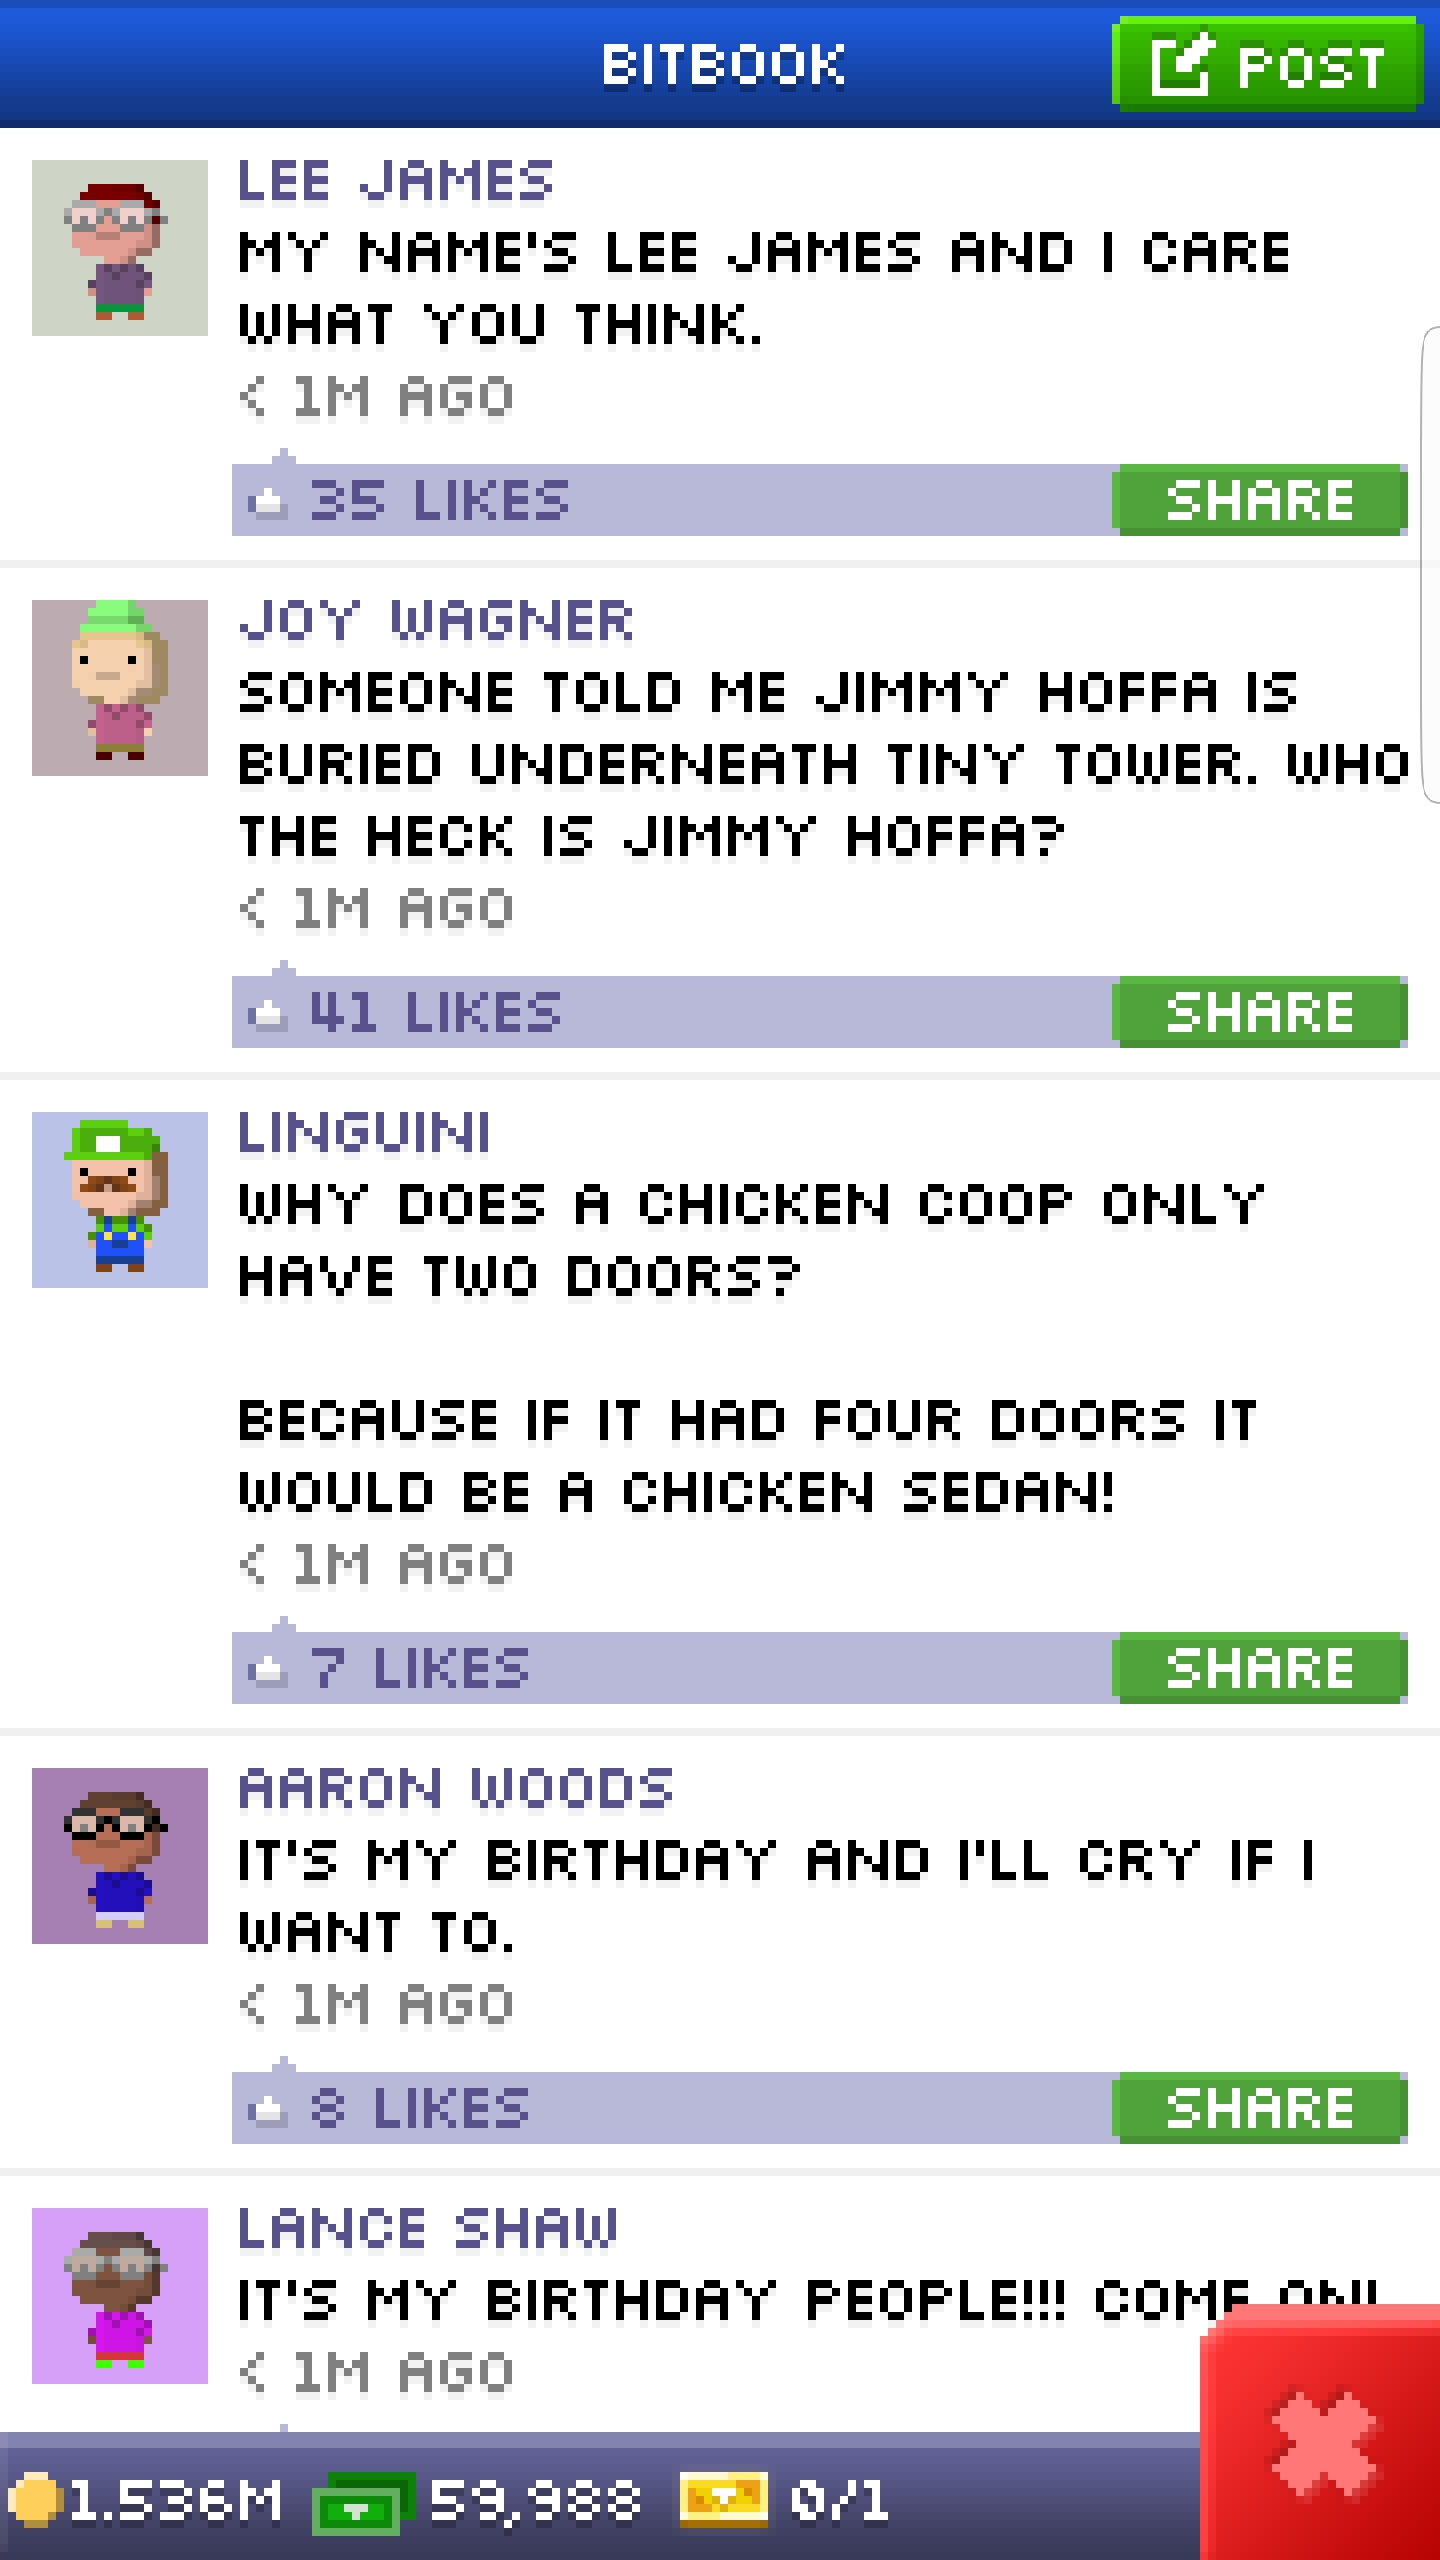 BITBOOK
POST
LEE JAMES
MY NAME'S LEE JAMES AND I CARE
WHAT YOU THINK.
< 1M AGO
35 LIKES
SHARE
JOY WAGNER
SOMEONE TOLD ME JIMMY HOFFA IS
BURIED UNDERNEATH TINY TOWER. WHO
THE HECK IS JIMMY HOFFA?
< 1M AGO
41 LIKES
SHARE
LINGUINI
WHY DOES A CHICKEN COOP ONLY
HAVE TWO DOORS?
BECAUSE IF IT HAD FOUR DOORS IT
WOULD BE A CHICKEN SEDAN!
< 1M AGO
7 LIKES
SHARE
AARON WOODS
IT'S MY BIRTHDAY AND I'LL CRY IF I
WANT TO.
< 1M AGO
8 LIKES
SHARE
LANCE SHAW
IT'S MY BIRTHDAY PEOPLE!!! COME
< 1M AGO
1.536M 59,988 0/1